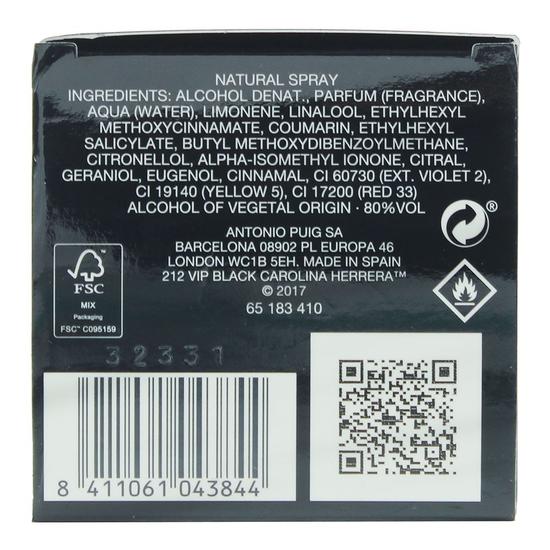 NATURAL SPRAY
INGREDIENTS: ALCOHOL DENAT., PARFUM (FRAGRANCE),
AQUA (WATER), LIMONENE, LINALOOL, ETHYLHEXYL
METHOXYCINNAMATE, COUMARIN, ETHYLHEXYL
SALICYLATE, BUTYL METHOXYDIBENZOYLMETHANE,
CITRONELLOL, ALPHA-ISOMETHYL IONONE, CITRAL,
GERANIOL, EUGENOL, CINNAMAL, CI 60730 (EXT. VIOLET 2),
CI 19140 (YELLOW 5), CI 17200 (RED 33)
ALCOHOL OF VEGETAL ORIGIN · 80%VOL
®
ANTONIO PUIG SA
BARCELONA 08902 PL EUROPA 46
LONDON WC1B 5EH. MADE IN SPAIN
212 VIP BLACK CAROLINA HERRERA™
© 2017
65 183 410
FSC
MIX
Packaging
FSC™ C095159
32331
8 411061 043844